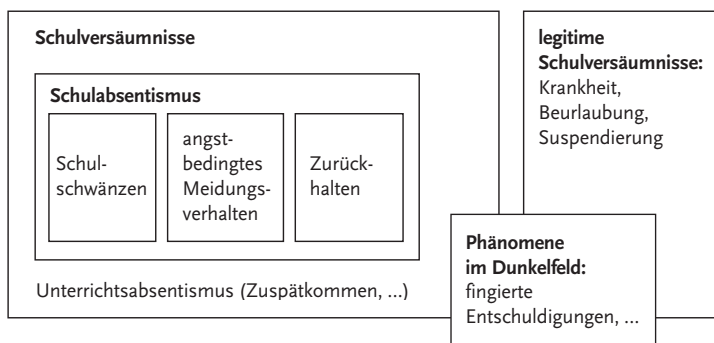 Schulversäumnisse
Schulabsentismus
Schul-
schwänzen
angst-
bedingtes
Meidungs-
verhalten
Zurück-
halten
Unterrichtsabsentismus (Zuspätkommen, ...)
legitime
Schulversäumnisse:
Krankheit,
Beurlaubung,
Suspendierung
Phänomene
im Dunkelfeld:
fingierte
Entschuldigungen, ...